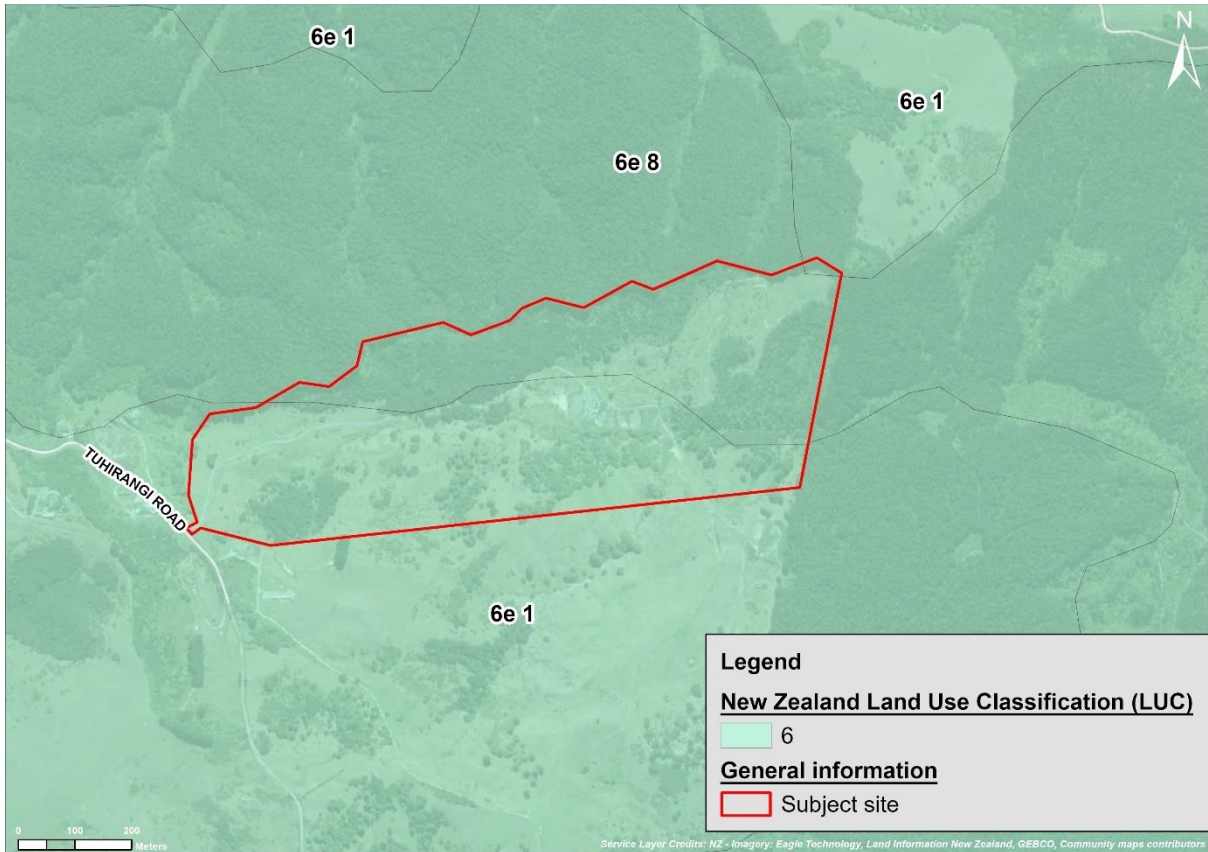 6e 1
N
6e 1
6e 8
TUHIRANGI ROAD
6e 1
Legend
New Zealand Land Use Classification (LUC)
6
General information
Subject site
0 100 200
Meters
Service Layer Credits: NZ - Imagery: Eagle Technology, Land Information New Zealand, GEBCO, Community maps contributors